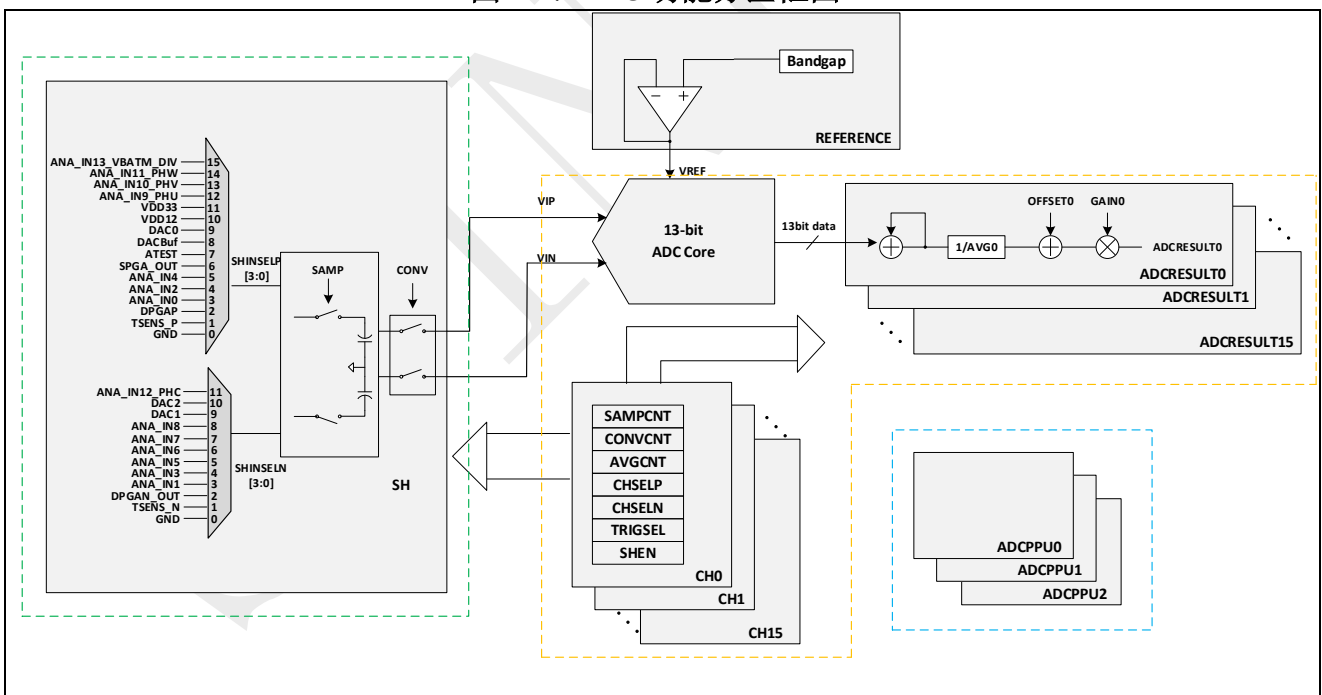 Bandgap
REFERENCE
VREF
ANA_IN13_VBATM_DIV 15
ANA_IN11_PHW 14
ANA_IN10_PHV 13
ANA_IN9_PHU 12
VDD33 11
VDD12 10
DAC0 9
DACBuf 8
ATEST 7
SPGA_OUT 6
ANA_IN4 5
ANA_IN2 4
ANA_IN0 3
DPGAP 2
TSENS_P 1
GND 0
SHINSELP
[3:0]
SAMP
CONV
VIP
VIN
13-bit
ADC Core
13bit data
1/AVG0
OFFSET0
GAIN0
ADCRESULT0
ADCRESULT0
ADCRESULT1
ADCRESULT15
ANA_IN12_PHC 11
DAC2 10
DAC1 9
ANA_IN8 8
ANA_IN7 7
ANA_IN6 6
ANA_IN5 5
ANA_IN3 4
ANA_IN1 3
DPGAN_OUT 2
TSENS_N 1
GND 0
SHINSELN
[3:0]
SH
SAMPCNT
CONVCNT
AVGCNT
CHSELP
CHSELN
TRIGSEL
SHEN
CH0
CH1
CH15
ADCPPU0
ADCPPU1
ADCPPU2